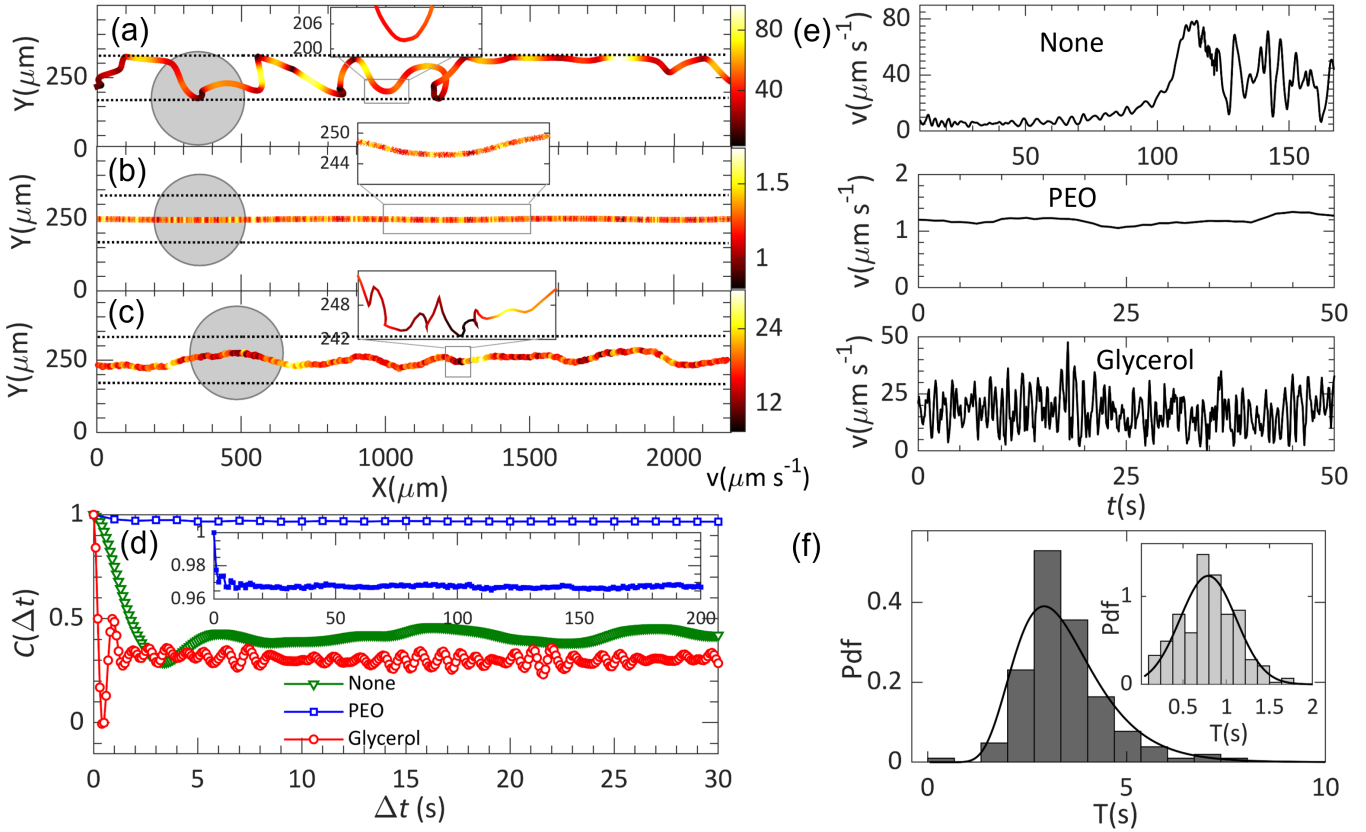 (a)
Y(μm)
250
0
206
200
80
40
(b)
Y(μm)
250
0
250
244
1.5
1
(c)
Y(μm)
250
0
248
242
24
12
0
500
1000
1500
2000
X(μm)
v(μm s⁻¹)
(d)
C(Δt)
1
0.5
0
1
0.98
0.96
0
50
100
150
200
None
PEO
Glycerol
0
5
10
15
20
25
30
Δt (s)
(e)
v(μm s⁻¹)
80
40
0
None
50
100
150
v(μm s⁻¹)
2
1
0
PEO
0
25
50
v(μm s⁻¹)
50
25
0
Glycerol
0
25
50
t(s)
(f)
Pdf
0.4
0.2
0
0
5
10
T(s)
Pdf
1
0
0.5
1
1.5
2
T(s)